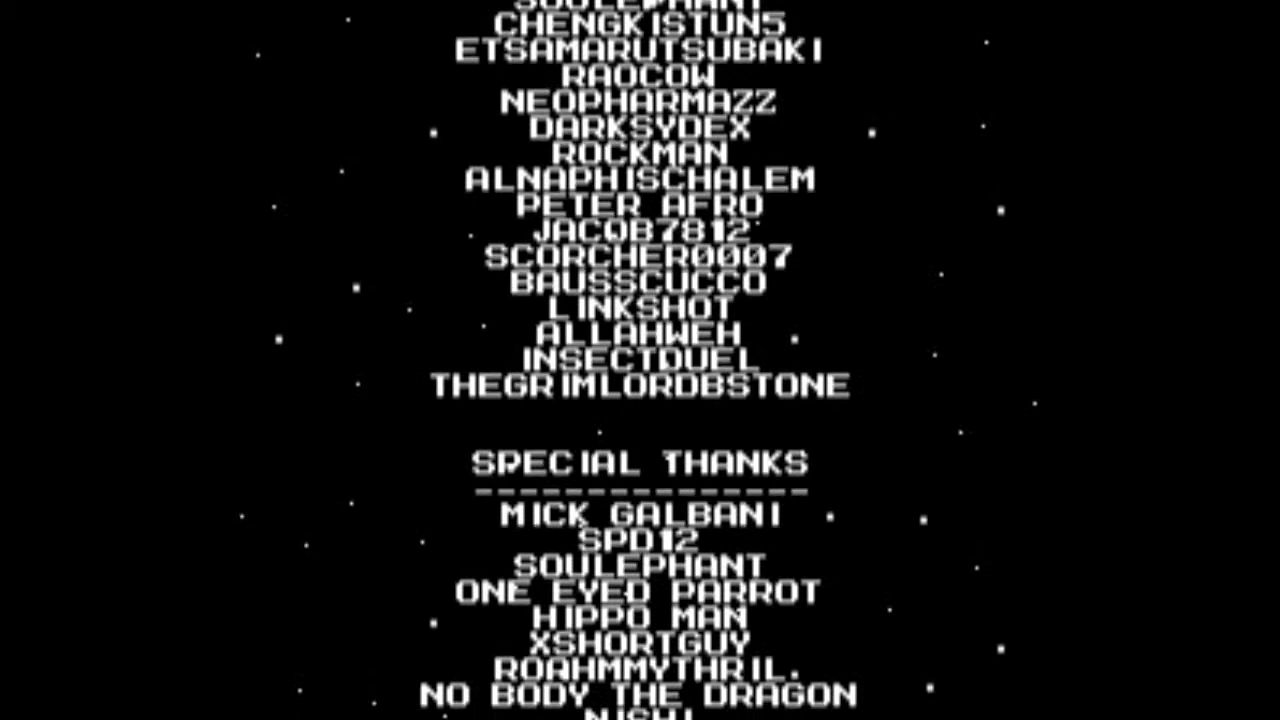 SOULEPHANT
CHENGKISTUN5
ETSAMARUTSUBAKI
RAOCOW
NEOPHARMAZZ
DARKSYDEX
ROCKMAN
ALNAPHISCHALEM
PETER AFRO
JACOB7812
SCORCHER0007
BAUSSCUCCO
LINKSHOT
ALLAHWEH
INSECTDUEL
THEGRIMLORDBSTONE
SPECIAL THANKS
---------------
MICK GALBANI
SPD12
SOULEPHANT
ONE EYED PARROT
HIPPO MAN
XSHORTGUY
ROAHMMYTHRIL
NO BODY THE DRAGON